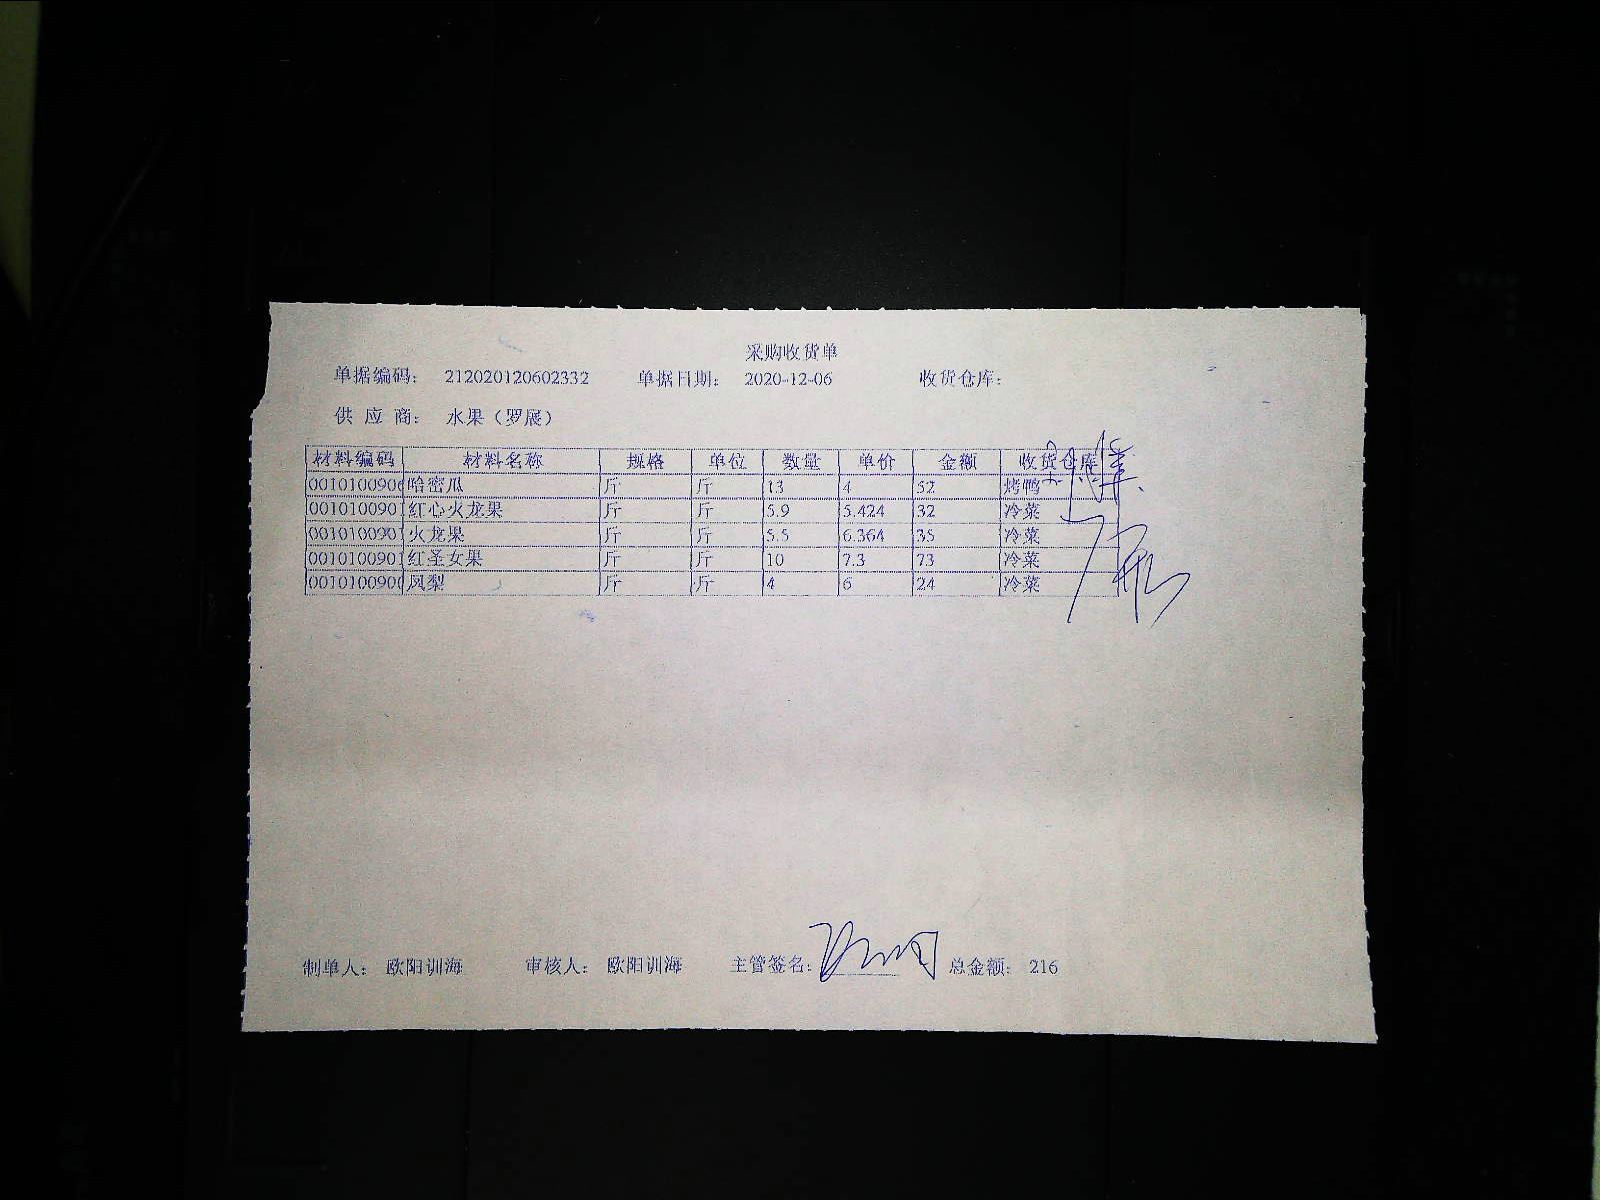 采购收货单
单据编码： 212020120602332 单据日期： 2020-12-06 收货仓库：
供 应 商： 水果（罗展）
材料编码 材料名称 规格 单位 数量 单价 金额 收货仓库
001010090 哈密瓜 斤 斤 13 4 52 烤鸭
001010090 红心火龙果 斤 斤 5.9 5.424 32 冷菜
001010090 火龙果 斤 斤 5.5 6.364 35 冷菜
001010090 红圣女果 斤 斤 10 7.3 73 冷菜
001010090 凤梨 斤 斤 4 6 24 冷菜
制单人： 欧阳训海 审核人： 欧阳训海 主管签名： 总金额： 216